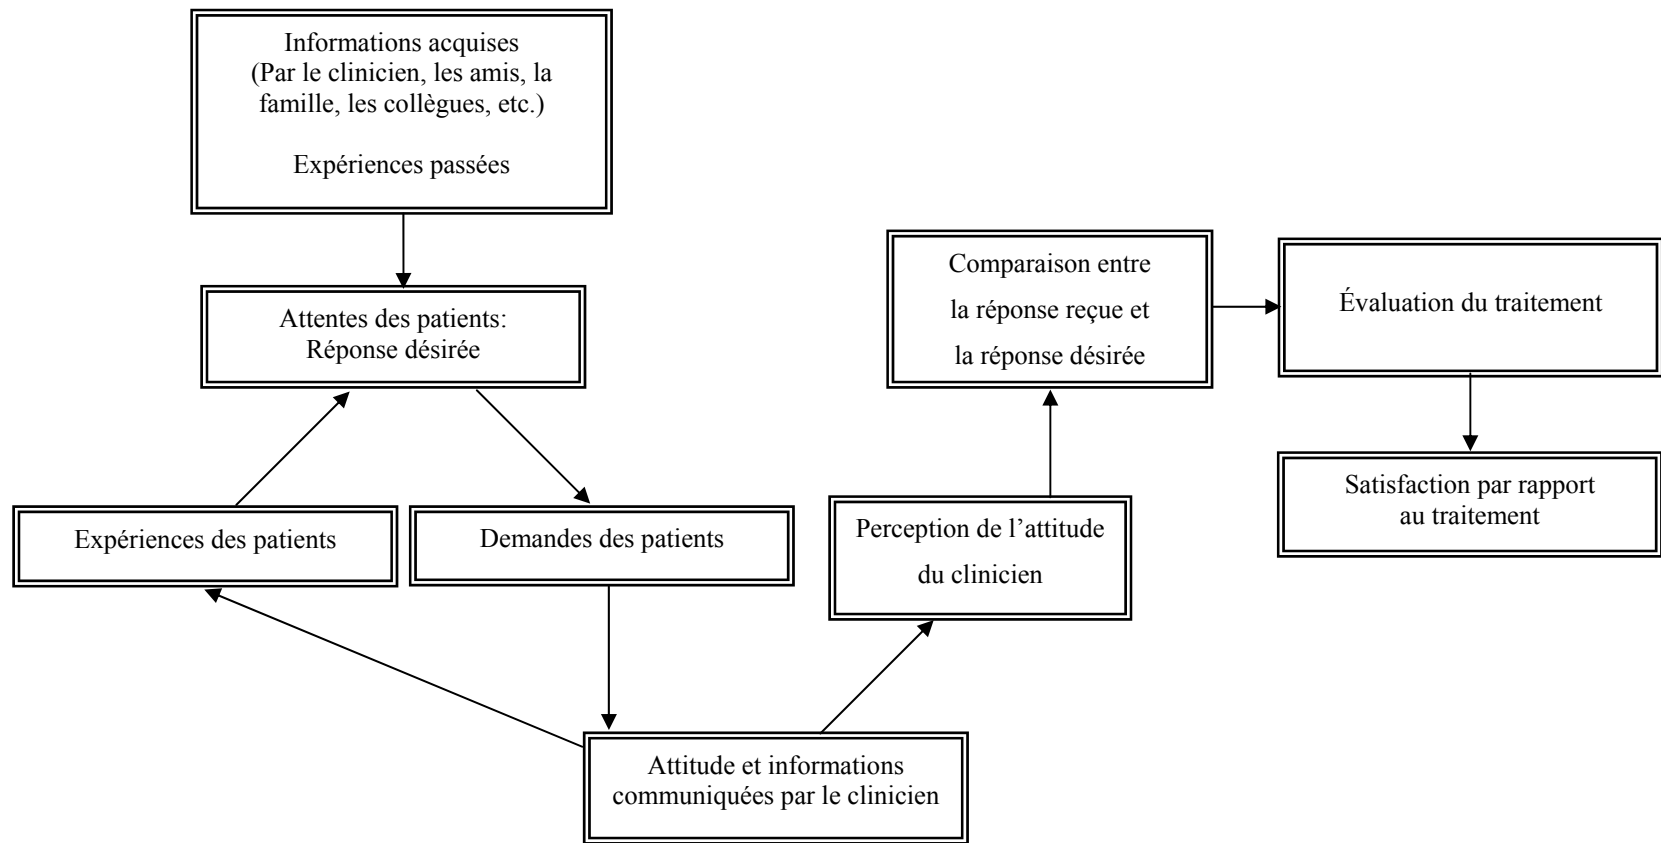 Informations acquises
(Par le clinicien, les amis, la
famille, les collègues, etc.)
Expériences passées
Attentes des patients:
Réponse désirée
Expériences des patients
Demandes des patients
Attitude et informations
communiquées par le clinicien
Perception de l’attitude
du clinicien
Comparaison entre
la réponse reçue et
la réponse désirée
Évaluation du traitement
Satisfaction par rapport
au traitement